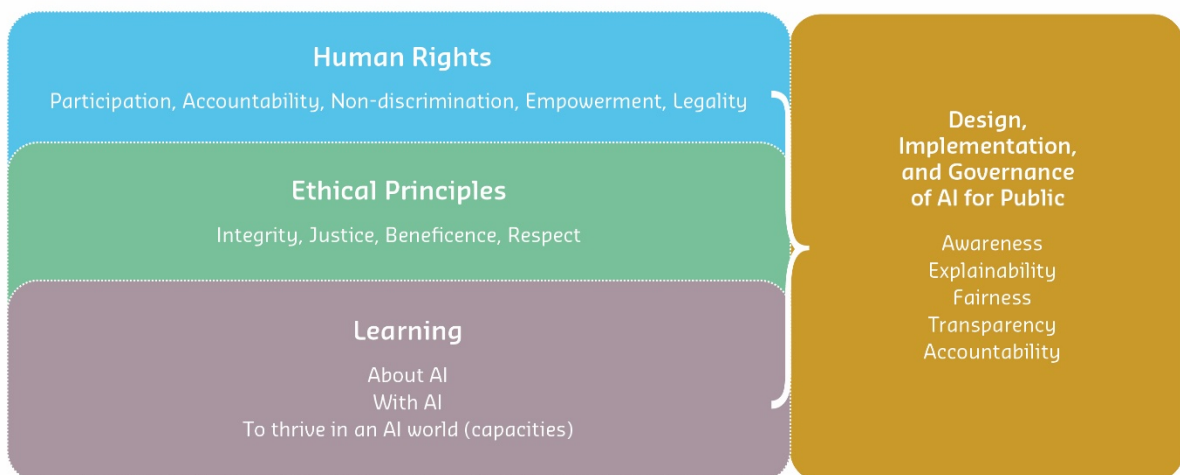 Human Rights
Participation, Accountability, Non-discrimination, Empowerment, Legality
Ethical Principles
Integrity, Justice, Beneficence, Respect
Learning
About AI
With AI
To thrive in an AI world (capacities)
Design,
Implementation,
and Governance
of AI for Public
Awareness
Explainability
Fairness
Transparency
Accountability